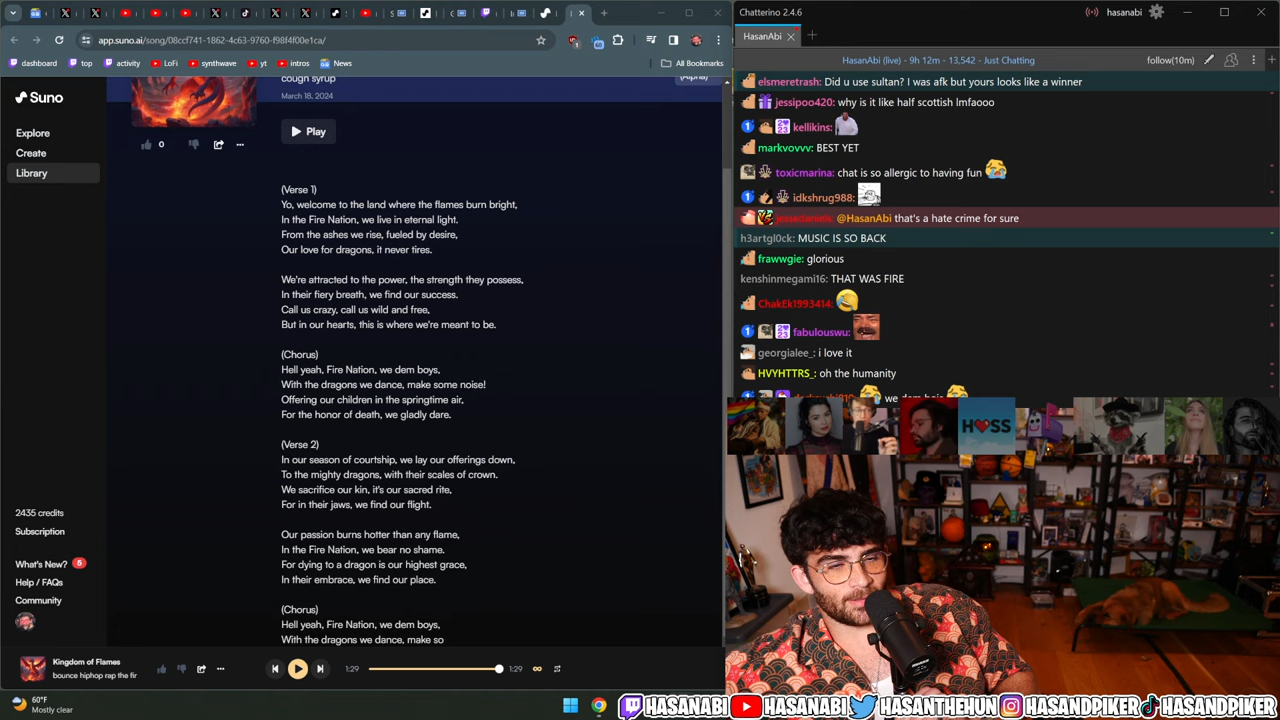 Chatterino 2.4.6
hasanabi
app.suno.ai/song/08ccf741-1862-4c63-9760-f98f4f00e1ca/
HasanAbi
dashboard
top
activity
LoFi
synthwave
yt
intros
News
All Bookmarks
HasanAbi (live) - 9h 12m - 13,542 - Just Chatting
follow(10m)
Suno
Explore
Create
Library
2435 credits
Subscription
What's New?
6
Help / FAQs
Community
cough syrup
(Alpha)
March 18, 2024
0
Play
(Verse 1)
Yo, welcome to the land where the flames burn bright,
In the Fire Nation, we live in eternal light.
From the ashes we rise, fueled by desire,
Our love for dragons, it never tires.
We're attracted to the power, the strength they possess,
In their fiery breath, we find our success.
Call us crazy, call us wild and free,
But in our hearts, this is where we're meant to be.
(Chorus)
Hell yeah, Fire Nation, we dem boys,
With the dragons we dance, make some noise!
Offering our children in the springtime air,
For the honor of death, we gladly dare.
(Verse 2)
In our season of courtship, we lay our offerings down,
To the mighty dragons, with their scales of crown.
We sacrifice our kin, it's our sacred rite,
For in their jaws, we find our flight.
Our passion burns hotter than any flame,
In the Fire Nation, we bear no shame.
For dying to a dragon is our highest grace,
In their embrace, we find our place.
(Chorus)
Hell yeah, Fire Nation, we dem boys,
With the dragons we dance, make so
Kingdom of Flames
bounce hiphop rap the fir
1:29
1:29
60°F
Mostly clear
elsmeretrash: Did u use sultan? I was afk but yours looks like a winner
jessipoo420: why is it like half scottish lmfaooo
kellikins:
markvovvv: BEST YET
toxicmarina: chat is so allergic to having fun
idkshrug988:
@HasanAbi that's a hate crime for sure
h3artgl0ck: MUSIC IS SO BACK
frawwgie: glorious
kenshinmegami16: THAT WAS FIRE
ChakEk1993414:
fabulouswu:
georgialee_: i love it
HVYHTTRS_: oh the humanity
we dem bois
HOSS
HASANABI
HASANABI
HASANTHEHUN
HASANDPIKER
HASANDPIKER